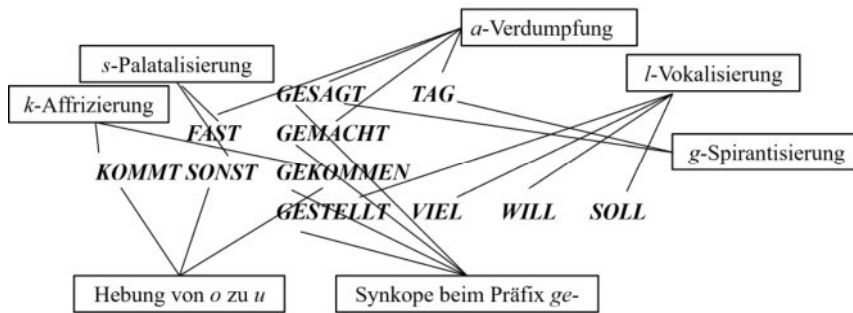 a-Verdumpfung
s-Palatalisierung
l-Vokalisierung
k-Affrizierung
GESAGT TAG
FAST GEMACHT
g-Spirantisierung
KOMMT SONST GEKOMMEN
GESTELLT VIEL WILL SOLL
Hebung von o zu u
Synkope beim Präfix ge-